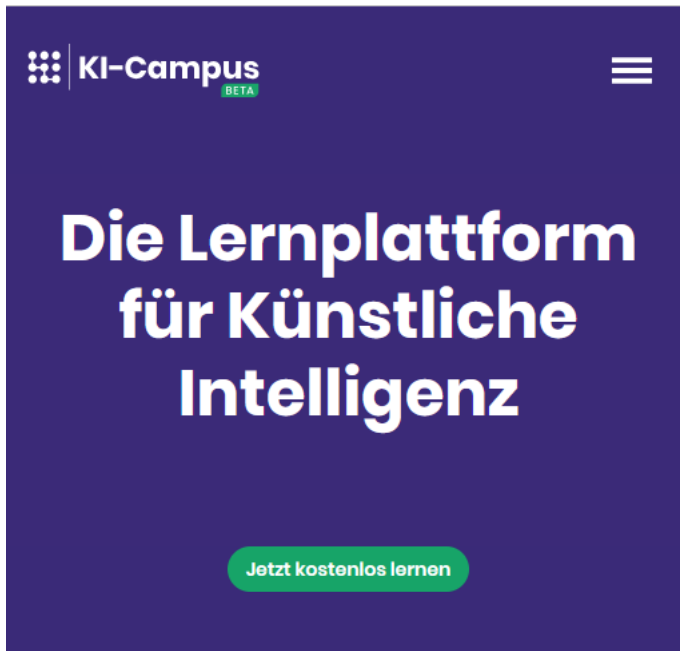 KI-Campus
BETA
Die Lernplattform
für Künstliche
Intelligenz
Jetzt kostenlos lernen